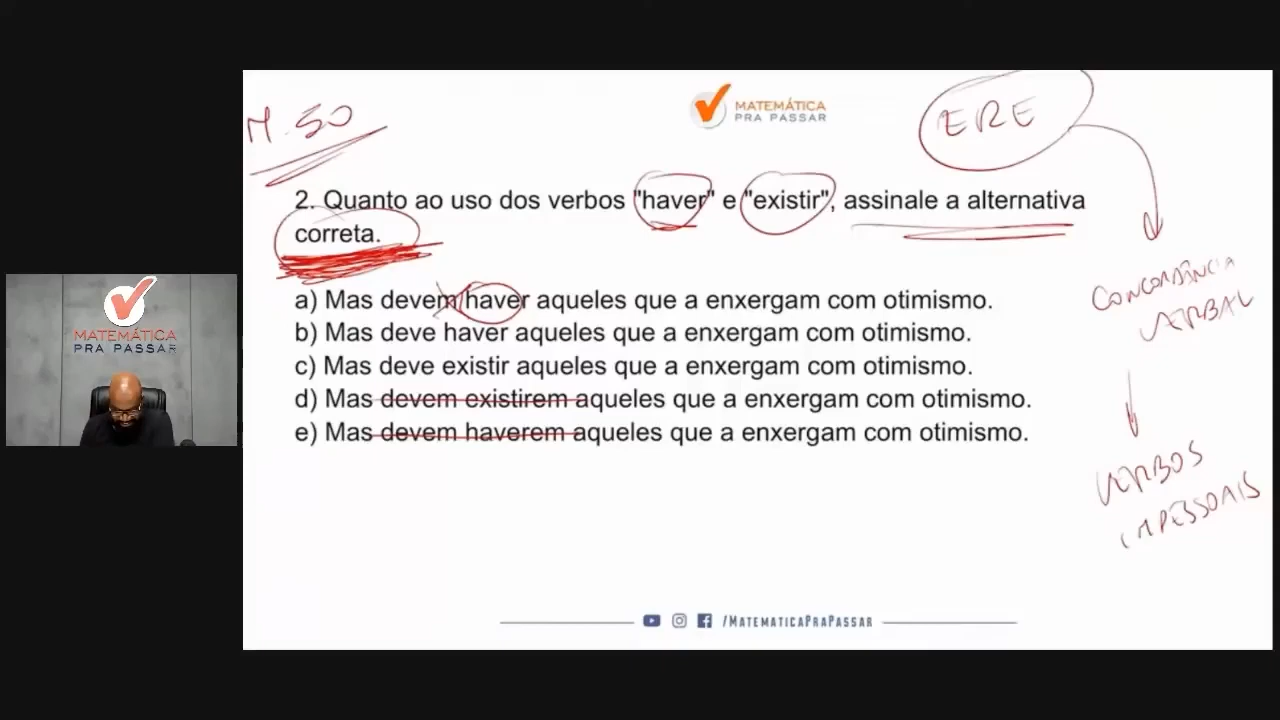 M.50
MATEMÁTICA
PRA PASSAR
ERE
2. Quanto ao uso dos verbos "haver" e "existir", assinale a alternativa
correta.
a) Mas devem haver aqueles que a enxergam com otimismo.
b) Mas deve haver aqueles que a enxergam com otimismo.
c) Mas deve existir aqueles que a enxergam com otimismo.
d) Mas devem existirem aqueles que a enxergam com otimismo.
e) Mas devem haverem aqueles que a enxergam com otimismo.
CONCORDÂNCIA
VERBAL
VERBOS
IMPESSOAIS
MATEMÁTICA
PRA PASSAR
/MATEMATICAPRAPASSAR